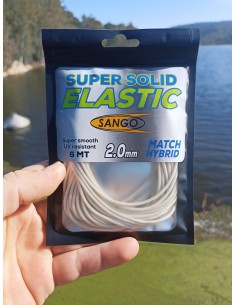 SUPER SOLID
ELASTIC
SANGO
Super smooth
UV resistant
6 MT
2.0mm
MATCH
HYBRID